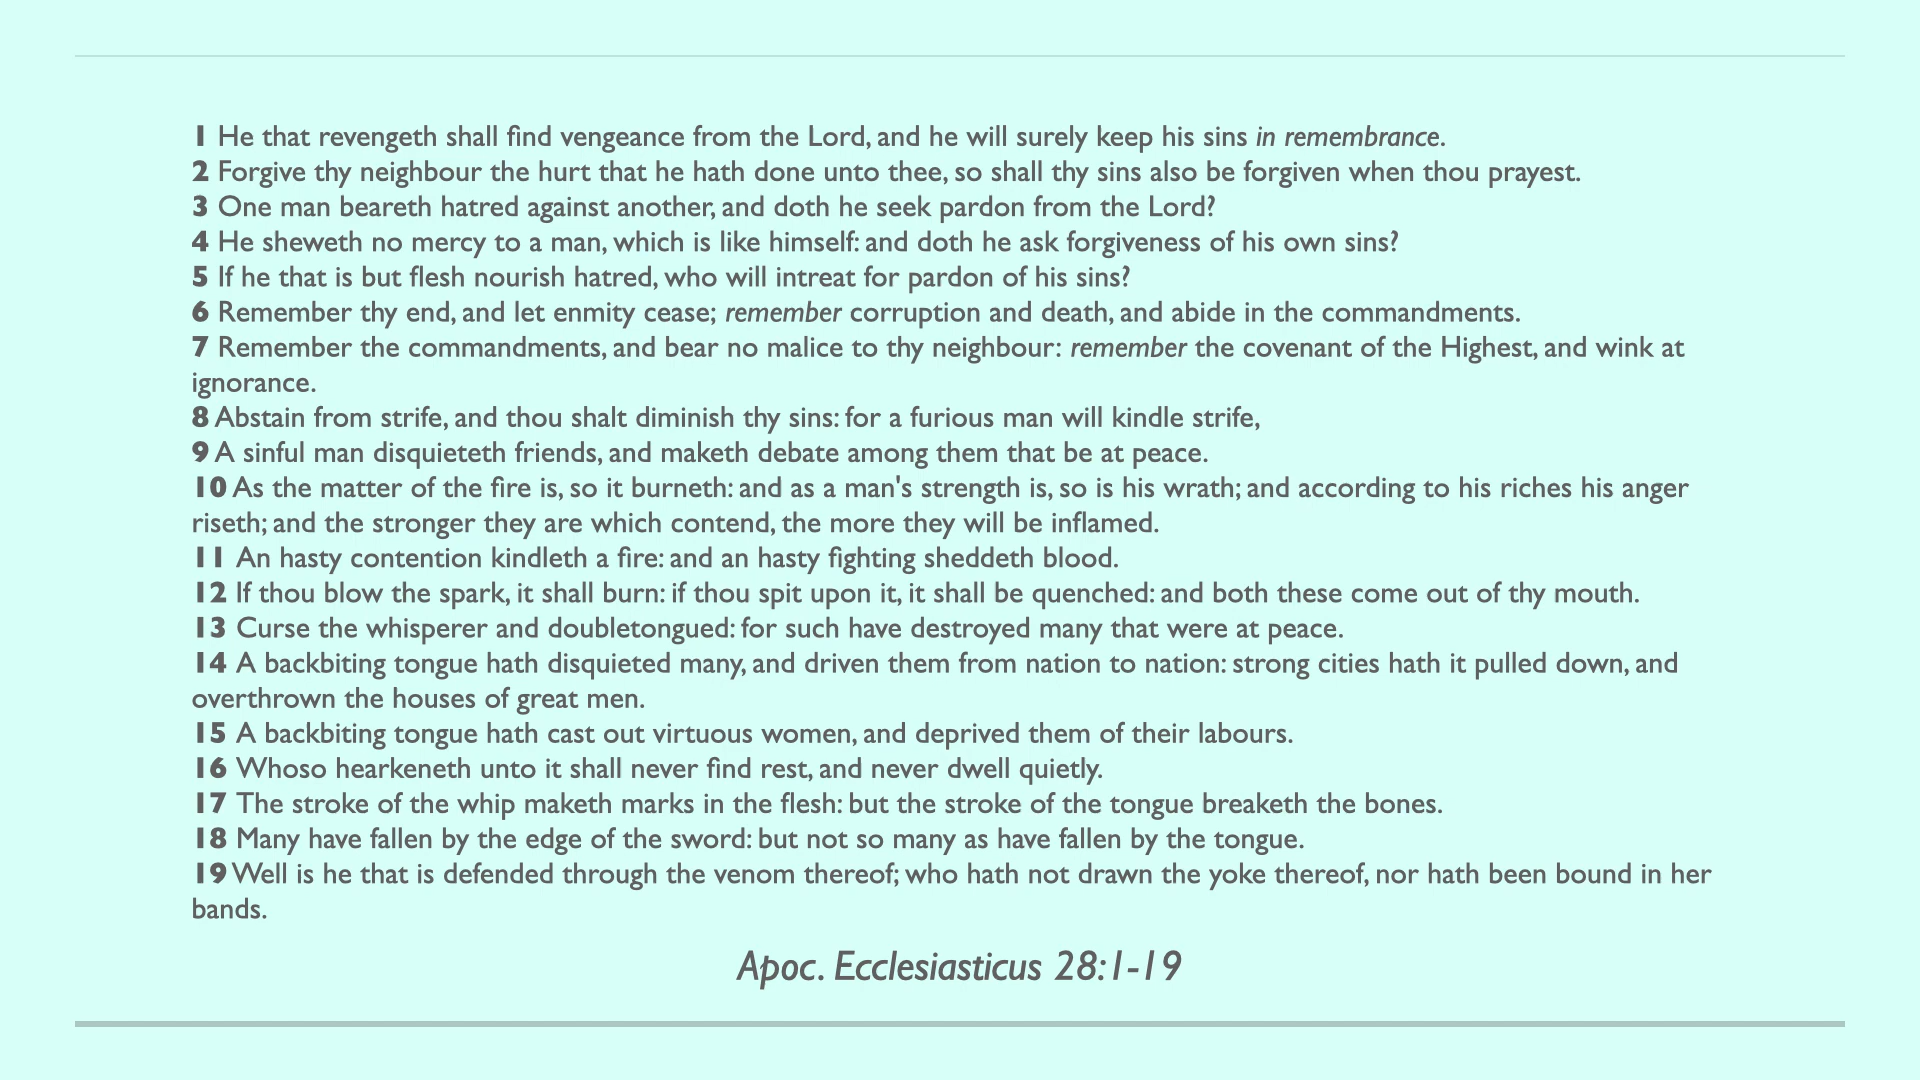 1 He that revengeth shall find vengeance from the Lord, and he will surely keep his sins in remembrance.
2 Forgive thy neighbour the hurt that he hath done unto thee, so shall thy sins also be forgiven when thou prayest.
3 One man beareth hatred against another, and doth he seek pardon from the Lord?
4 He sheweth no mercy to a man, which is like himself: and doth he ask forgiveness of his own sins?
5 If he that is but flesh nourish hatred, who will intreat for pardon of his sins?
6 Remember thy end, and let enmity cease; remember corruption and death, and abide in the commandments.
7 Remember the commandments, and bear no malice to thy neighbour: remember the covenant of the Highest, and wink at
ignorance.
8 Abstain from strife, and thou shalt diminish thy sins: for a furious man will kindle strife,
9 A sinful man disquieteth friends, and maketh debate among them that be at peace.
10 As the matter of the fire is, so it burneth: and as a man's strength is, so is his wrath; and according to his riches his anger
riseth; and the stronger they are which contend, the more they will be inflamed.
11 An hasty contention kindleth a fire: and an hasty fighting sheddeth blood.
12 If thou blow the spark, it shall burn: if thou spit upon it, it shall be quenched: and both these come out of thy mouth.
13 Curse the whisperer and doubletongued: for such have destroyed many that were at peace.
14 A backbiting tongue hath disquieted many, and driven them from nation to nation: strong cities hath it pulled down, and
overthrown the houses of great men.
15 A backbiting tongue hath cast out virtuous women, and deprived them of their labours.
16 Whoso hearkeneth unto it shall never find rest, and never dwell quietly.
17 The stroke of the whip maketh marks in the flesh: but the stroke of the tongue breaketh the bones.
18 Many have fallen by the edge of the sword: but not so many as have fallen by the tongue.
19 Well is he that is defended through the venom thereof; who hath not drawn the yoke thereof, nor hath been bound in her
bands.
Apoc. Ecclesiasticus 28:1-19